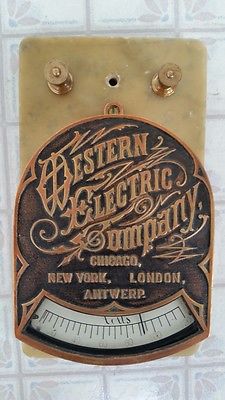 WESTERN
ELECTRIC
Company,
CHICAGO,
NEW YORK, LONDON,
ANTWERP.
Volts